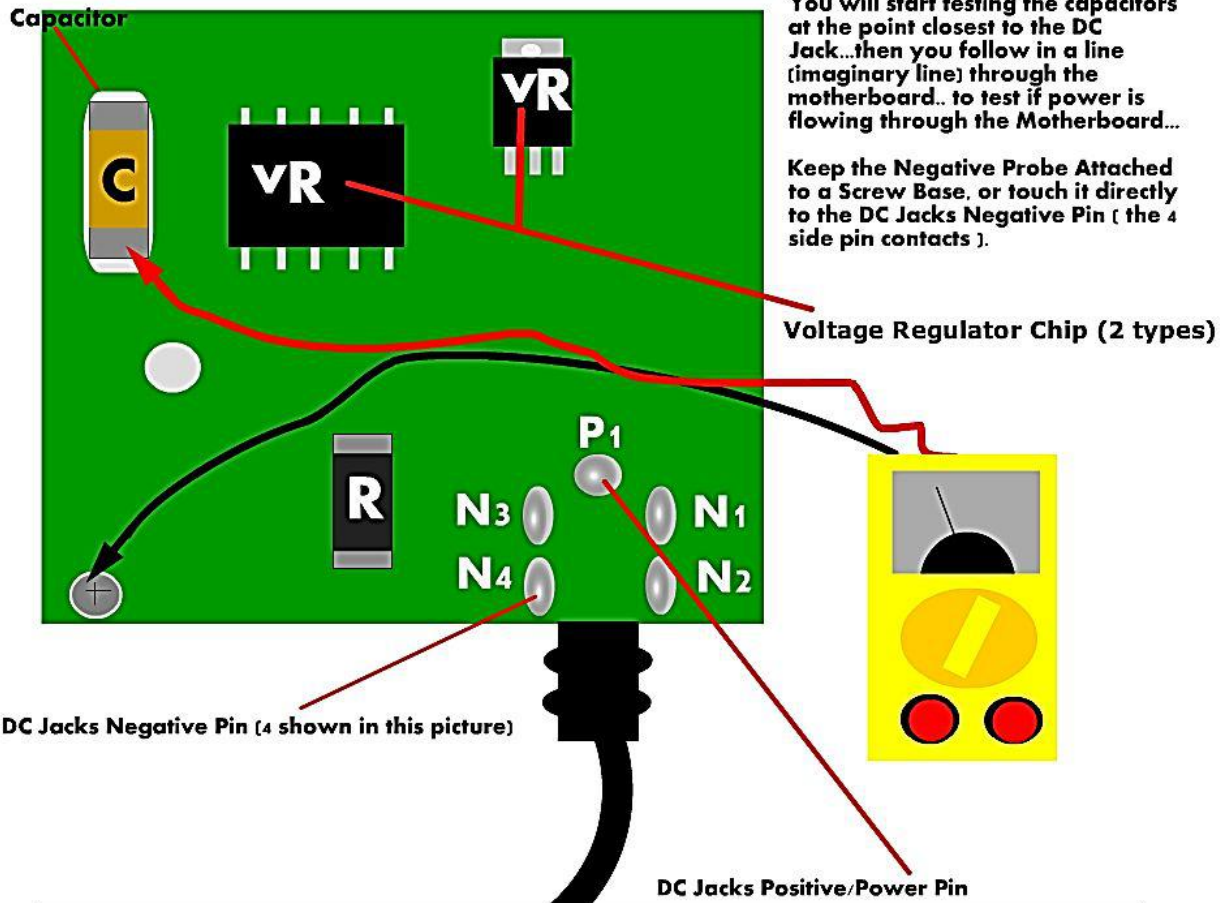 Capacitor
You will start testing the capacitors
at the point closest to the DC
Jack...then you follow in a line
(imaginary line) through the
motherboard.. to test if power is
flowing through the Motherboard...
Keep the Negative Probe Attached
to a Screw Base, or touch it directly
to the DC Jacks Negative Pin ( the 4
side pin contacts ).
vR
vR
C
Voltage Regulator Chip (2 types)
P1
R
N3
N1
N4
N2
DC Jacks Negative Pin (4 shown in this picture)
DC Jacks Positive/Power Pin